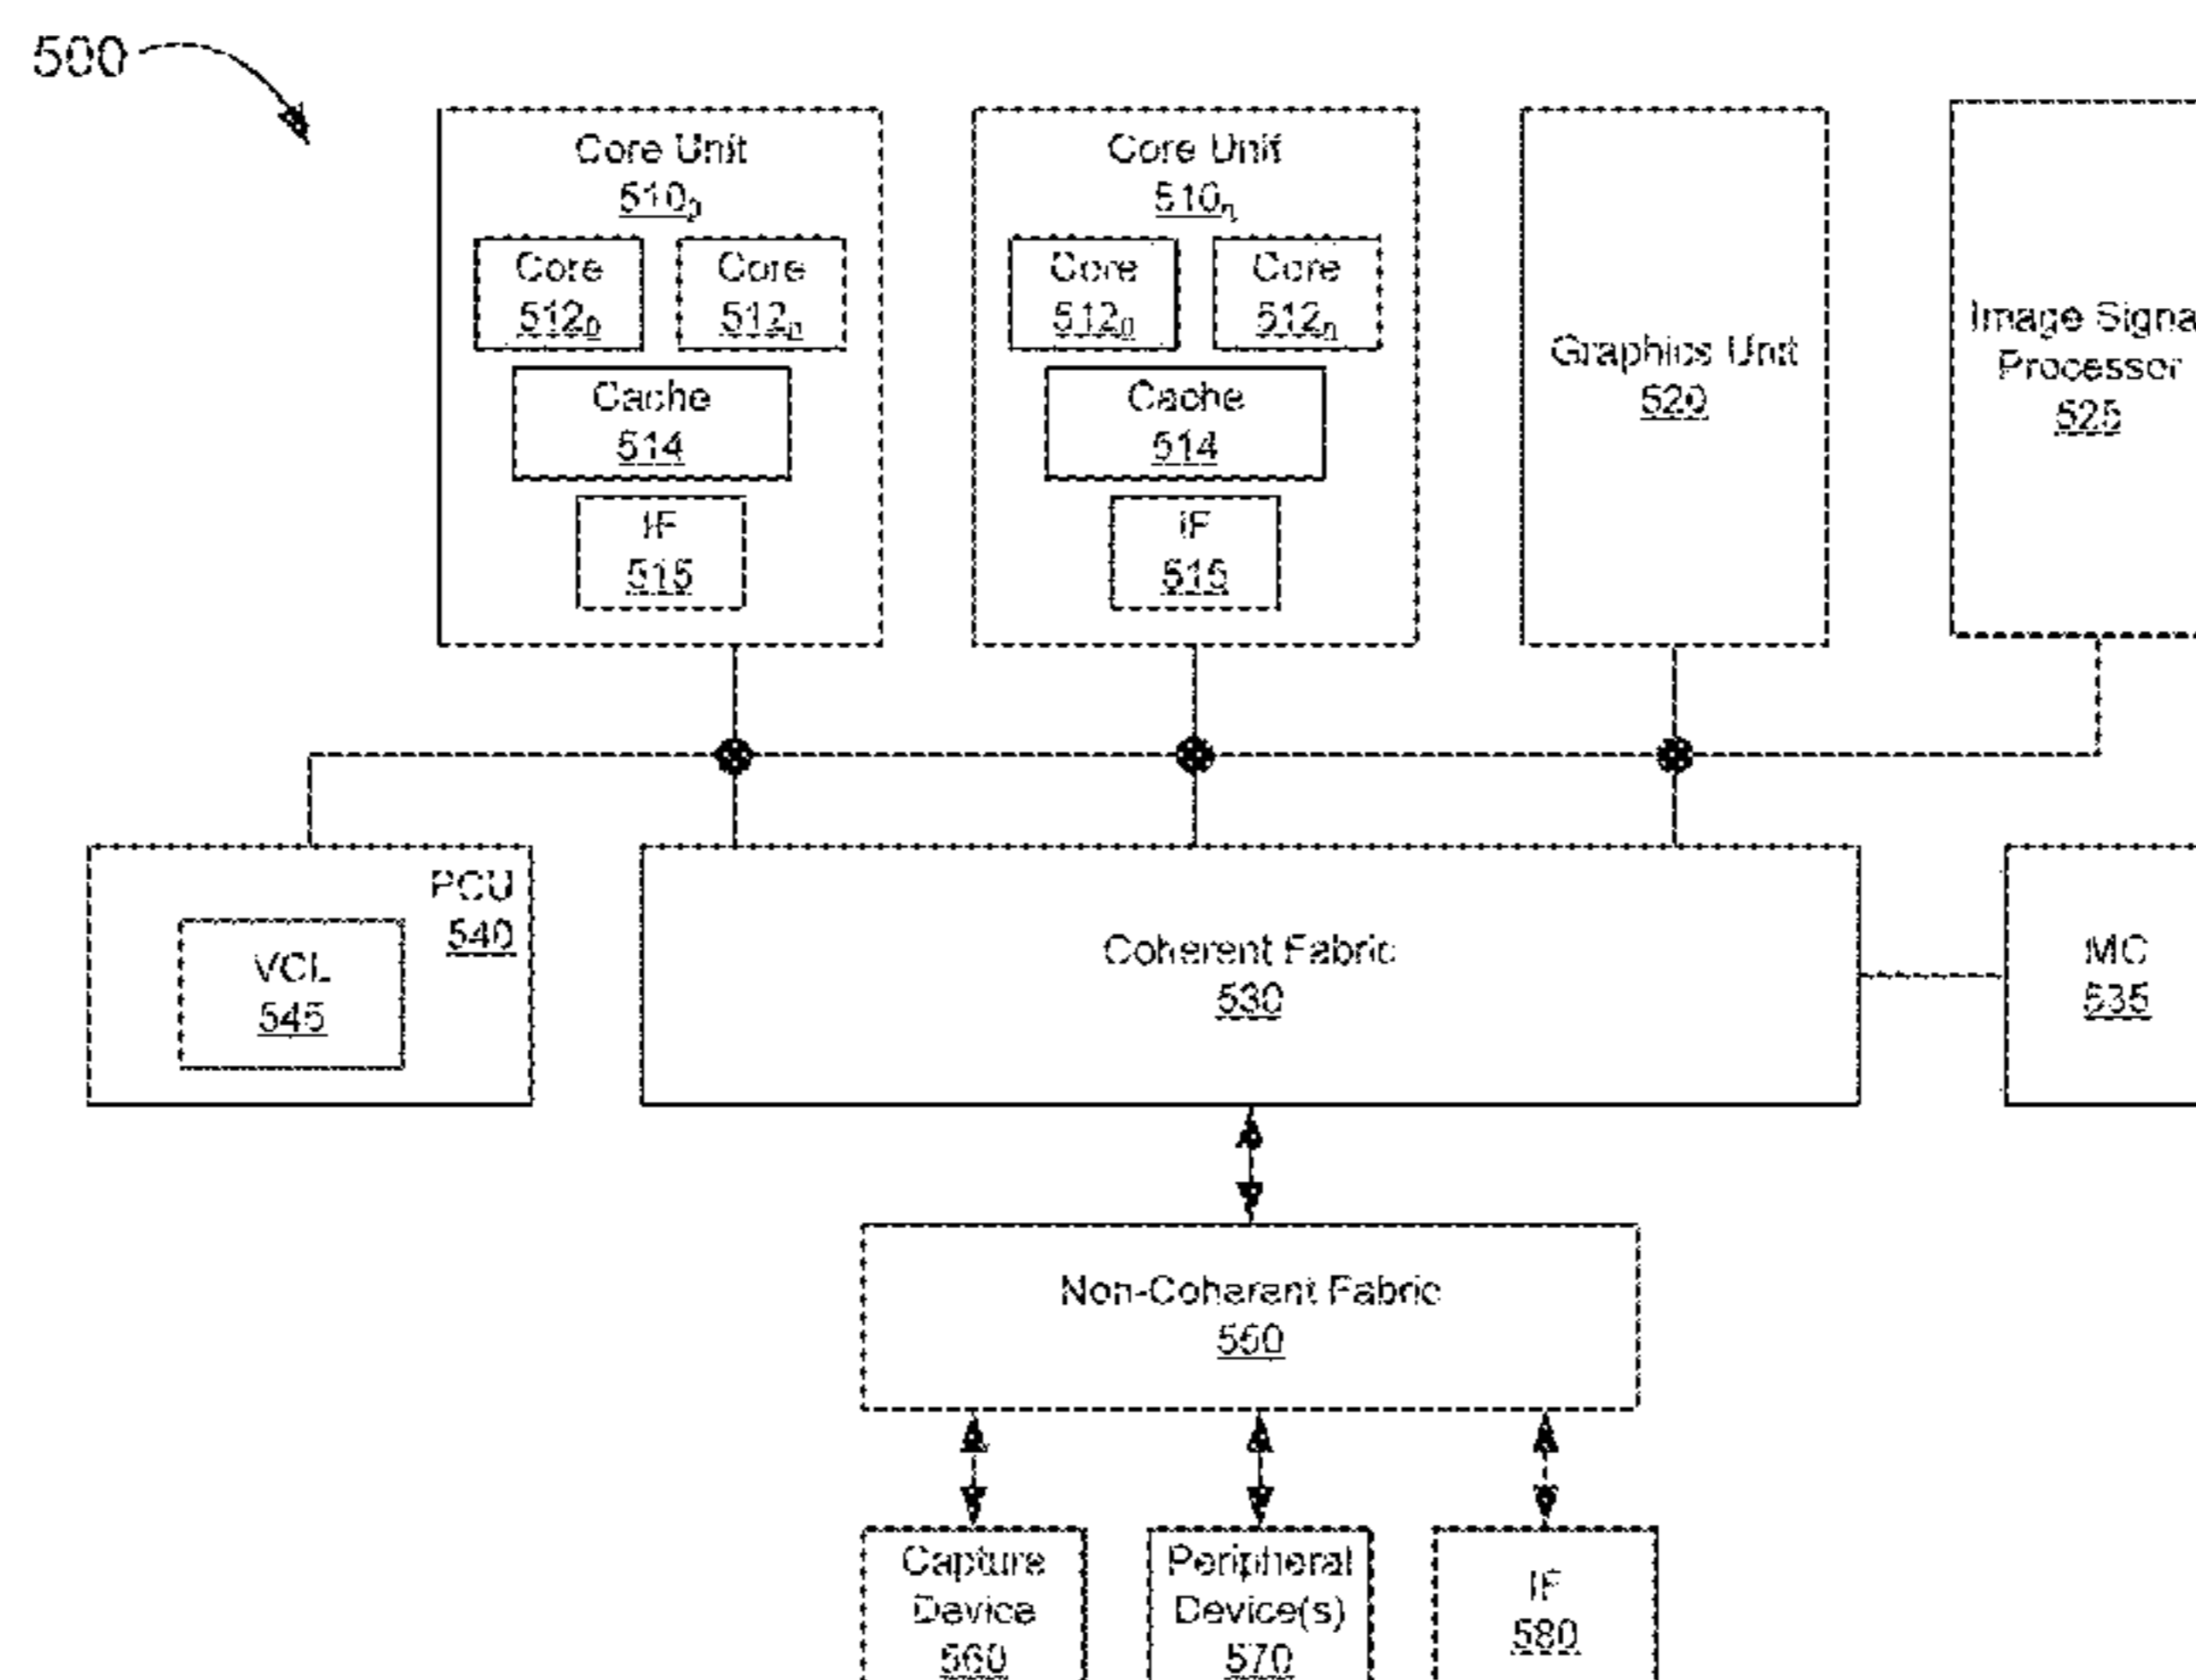 500
Core Unit
510₀
Core
512₀
Core
512ₙ
Cache
514
IF
515
Core Unit
510ₙ
Core
512₀
Core
512ₙ
Cache
514
IF
515
Graphics Unit
520
Image Signa
Processor
525
PCU
540
VCL
545
Coherent Fabric
530
MC
535
Non-Coherent Fabric
550
Capture
Device
560
Peripheral
Device(s)
570
IF
580